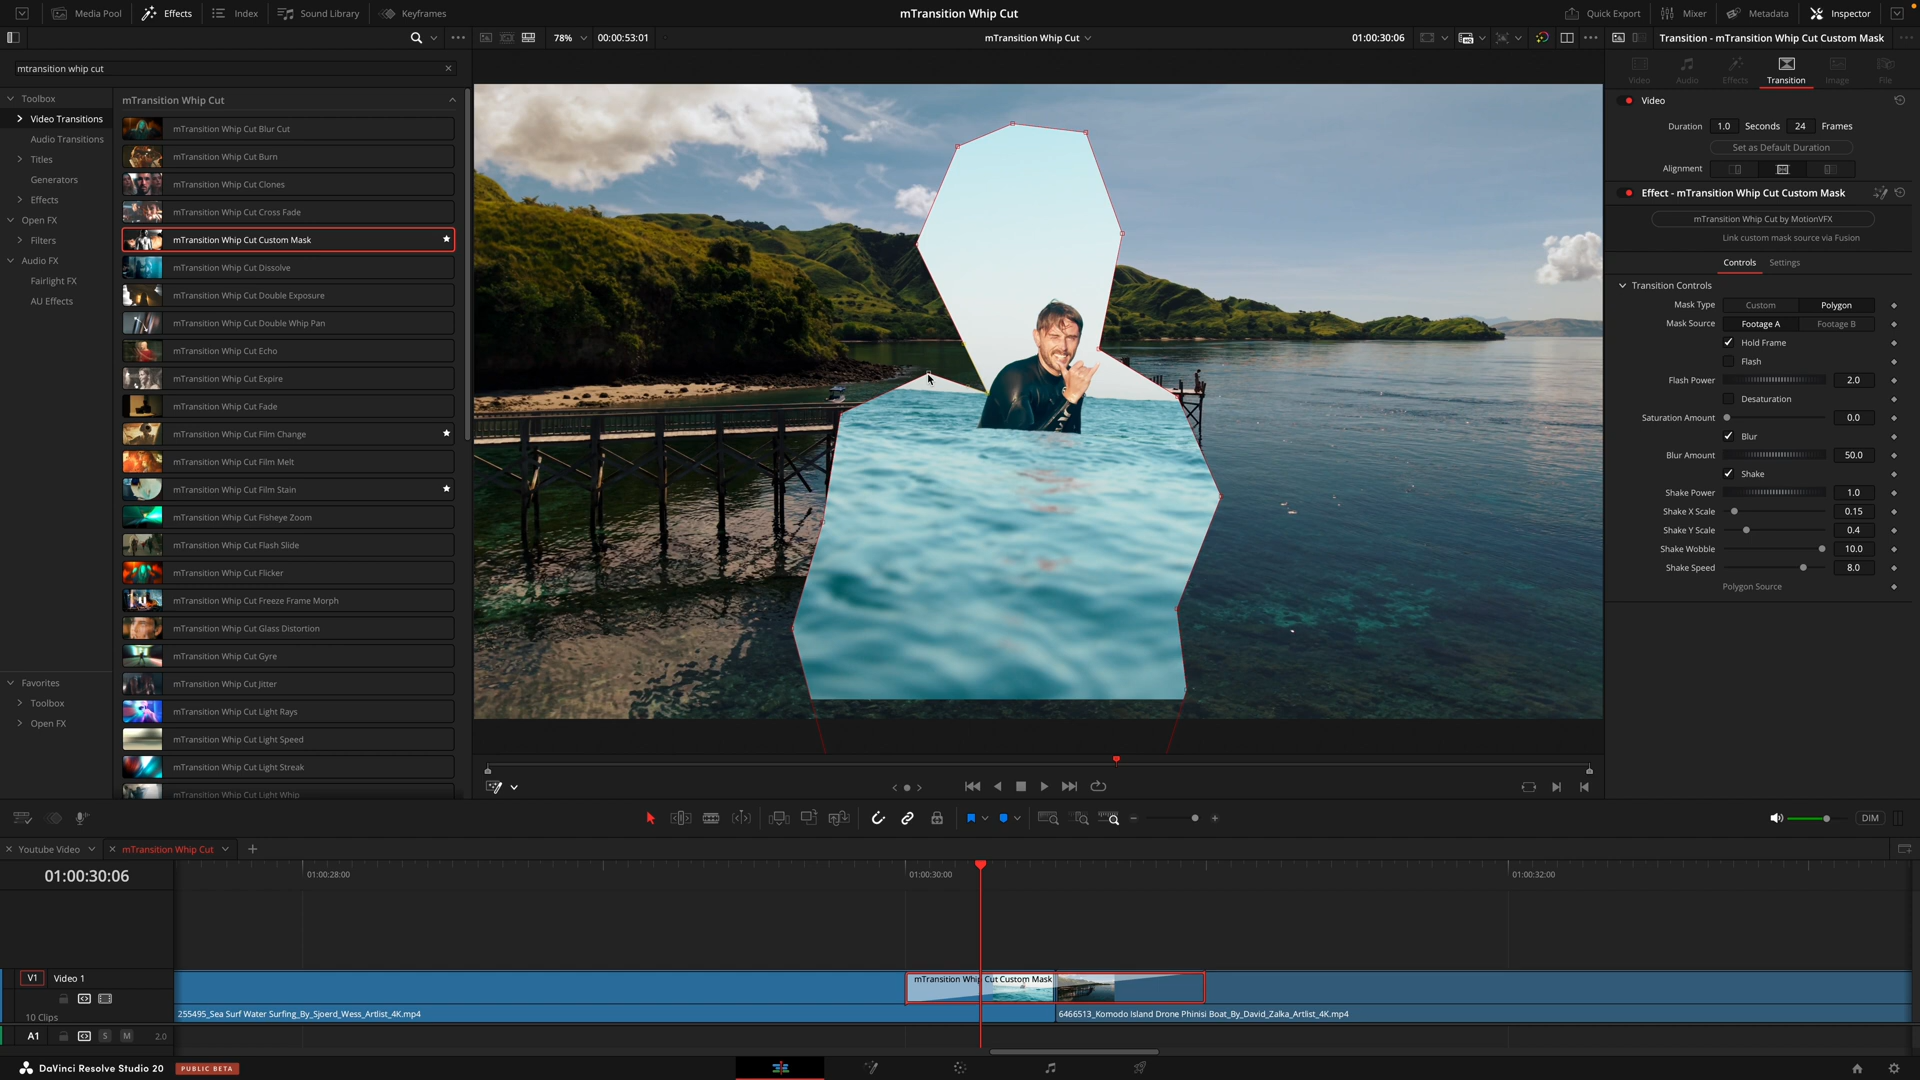 Media Pool
Effects
Index
Sound Library
Keyframes
mTransition Whip Cut
Quick Export
Mixer
Metadata
Inspector
78%
00:00:53:01
mTransition Whip Cut
01:00:30:06
Transition - mTransition Whip Cut Custom Mask
mtransition whip cut
Toolbox
Video Transitions
Audio Transitions
Titles
Generators
Effects
Open FX
Filters
Audio FX
Fairlight FX
AU Effects
Favorites
Toolbox
Open FX
mTransition Whip Cut
mTransition Whip Cut Blur Cut
mTransition Whip Cut Burn
mTransition Whip Cut Clones
mTransition Whip Cut Cross Fade
mTransition Whip Cut Custom Mask
mTransition Whip Cut Dissolve
mTransition Whip Cut Double Exposure
mTransition Whip Cut Double Whip Pan
mTransition Whip Cut Echo
mTransition Whip Cut Expire
mTransition Whip Cut Fade
mTransition Whip Cut Film Change
mTransition Whip Cut Film Melt
mTransition Whip Cut Film Stain
mTransition Whip Cut Fisheye Zoom
mTransition Whip Cut Flash Slide
mTransition Whip Cut Flicker
mTransition Whip Cut Freeze Frame Morph
mTransition Whip Cut Glass Distortion
mTransition Whip Cut Gyre
mTransition Whip Cut Jitter
mTransition Whip Cut Light Rays
mTransition Whip Cut Light Speed
mTransition Whip Cut Light Streak
mTransition Whip Cut Light Whip
Video
Audio
Effects
Transition
Image
File
Video
Duration 1.0 Seconds 24 Frames
Set as Default Duration
Alignment
Effect - mTransition Whip Cut Custom Mask
mTransition Whip Cut by MotionVFX
Link custom mask source via Fusion
Controls Settings
Transition Controls
Mask Type Custom Polygon
Mask Source Footage A Footage B
Hold Frame
Flash
Flash Power 2.0
Desaturation
Saturation Amount 0.0
Blur
Blur Amount 50.0
Shake
Shake Power 1.0
Shake X Scale 0.15
Shake Y Scale 0.4
Shake Wobble 10.0
Shake Speed 8.0
Polygon Source
DIM
Youtube Video
mTransition Whip Cut
01:00:30:06
01:00:28:00
01:00:30:00
01:00:32:00
V1 Video 1
10 Clips
mTransition Whip Cut Custom Mask
255495_Sea Surf Water Surfing_By_Sjoerd_Wess_Artlist_4K.mp4
6466513_Komodo Island Drone Phinisi Boat_By_David_Zalka_Artlist_4K.mp4
A1
S
M
2.0
DaVinci Resolve Studio 20
PUBLIC BETA